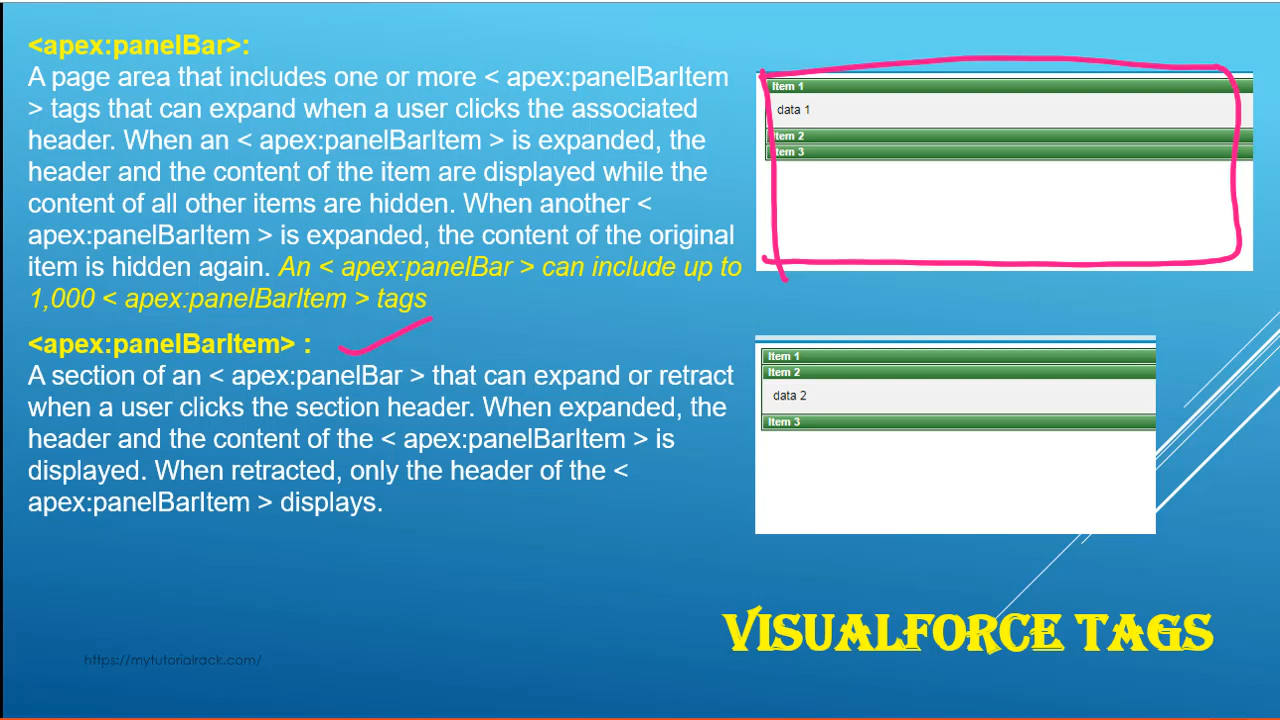 <apex:panelBar>:
A page area that includes one or more < apex:panelBarItem
> tags that can expand when a user clicks the associated
header. When an < apex:panelBarItem > is expanded, the
header and the content of the item are displayed while the
content of all other items are hidden. When another <
apex:panelBarItem > is expanded, the content of the original
item is hidden again. An < apex:panelBar > can include up to
1,000 < apex:panelBarItem > tags
<apex:panelBarItem> :
A section of an < apex:panelBar > that can expand or retract
when a user clicks the section header. When expanded, the
header and the content of the < apex:panelBarItem > is
displayed. When retracted, only the header of the <
apex:panelBarItem > displays.
Item 1
data 1
Item 2
Item 3
Item 1
Item 2
data 2
Item 3
VISUALFORCE TAGS
https://mytutorialrack.com/